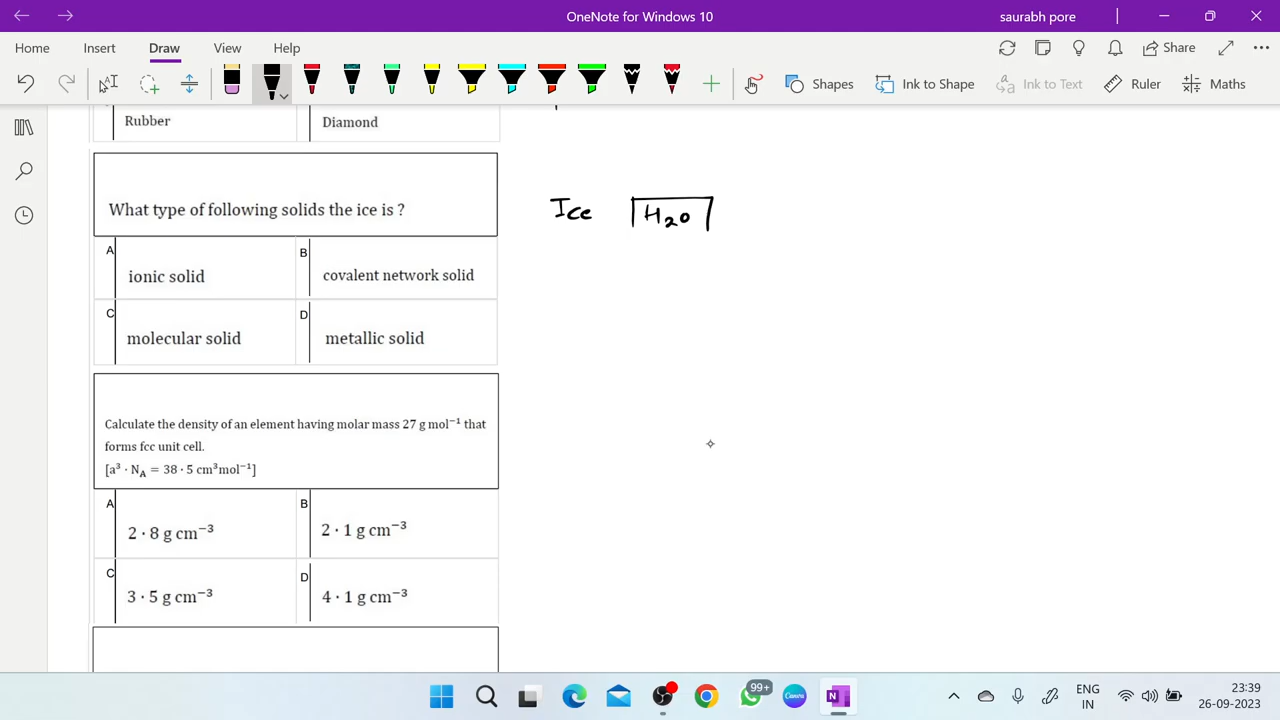 OneNote for Windows 10
saurabh pore
Home Insert Draw View Help
Share
Shapes Ink to Shape Ink to Text Ruler Maths
Rubber Diamond
What type of following solids the ice is ?
A ionic solid
B covalent network solid
C molecular solid
D metallic solid
Ice H₂O
Calculate the density of an element having molar mass 27 g mol⁻¹ that
forms fcc unit cell.
[a³ · N_A = 38 · 5 cm³mol⁻¹]
A 2 · 8 g cm⁻³
B 2 · 1 g cm⁻³
C 3 · 5 g cm⁻³
D 4 · 1 g cm⁻³
99+
ENG
IN
23:39
26-09-2023